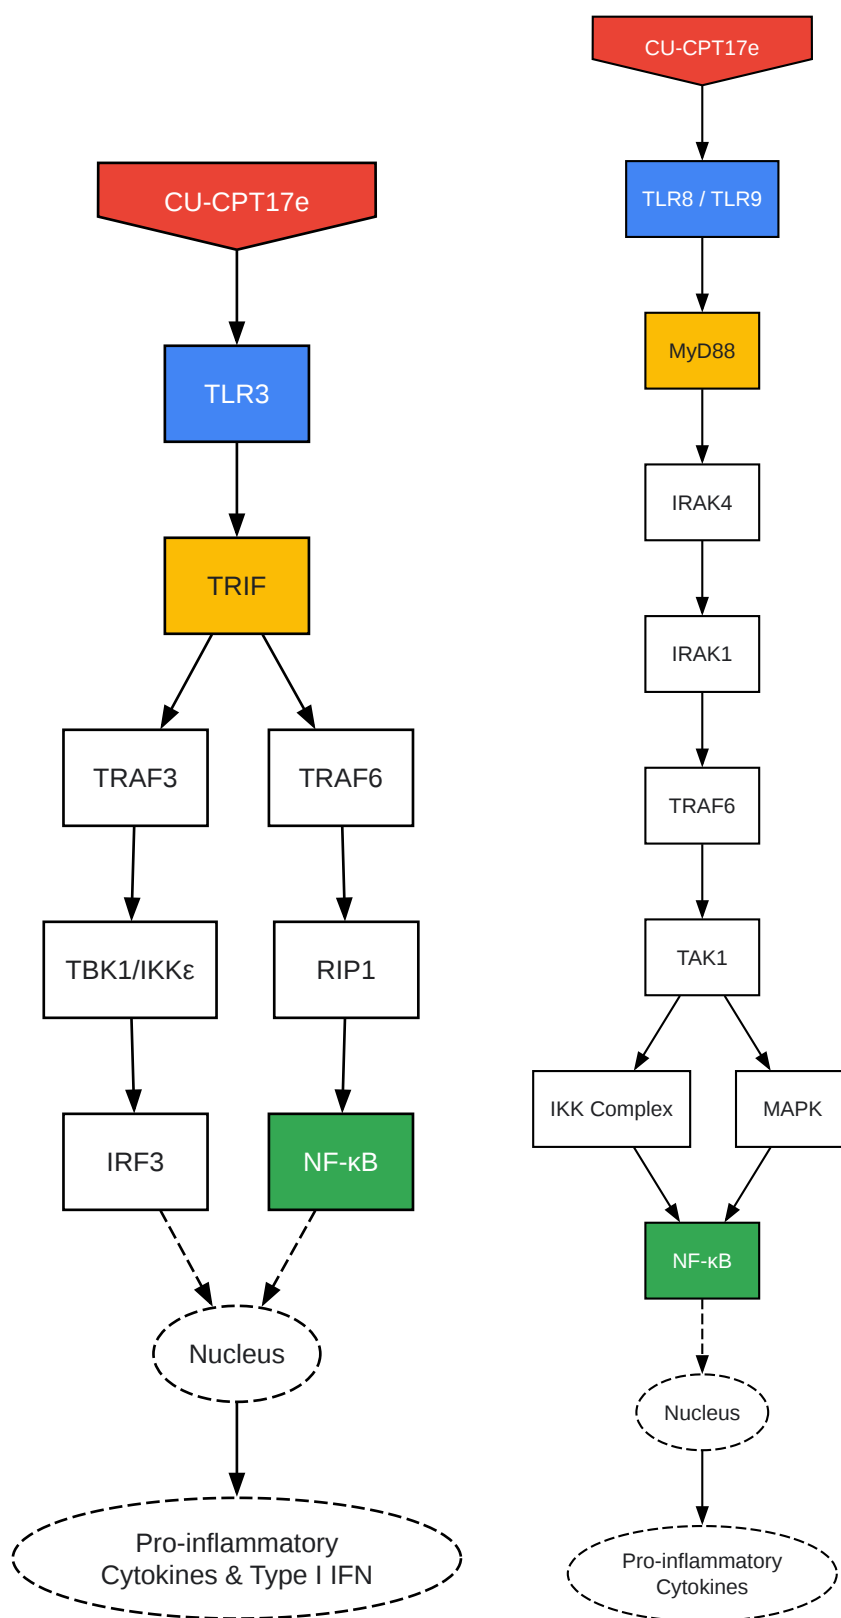 CU-CPT17e
TLR3
TRIF
TRAF3
TRAF6
TBK1/IKKε
RIP1
IRF3
NF-κB
Nucleus
Pro-inflammatory
Cytokines & Type I IFN
CU-CPT17e
TLR8 / TLR9
MyD88
IRAK4
IRAK1
TRAF6
TAK1
IKK Complex
MAPK
NF-κB
Nucleus
Pro-inflammatory
Cytokines